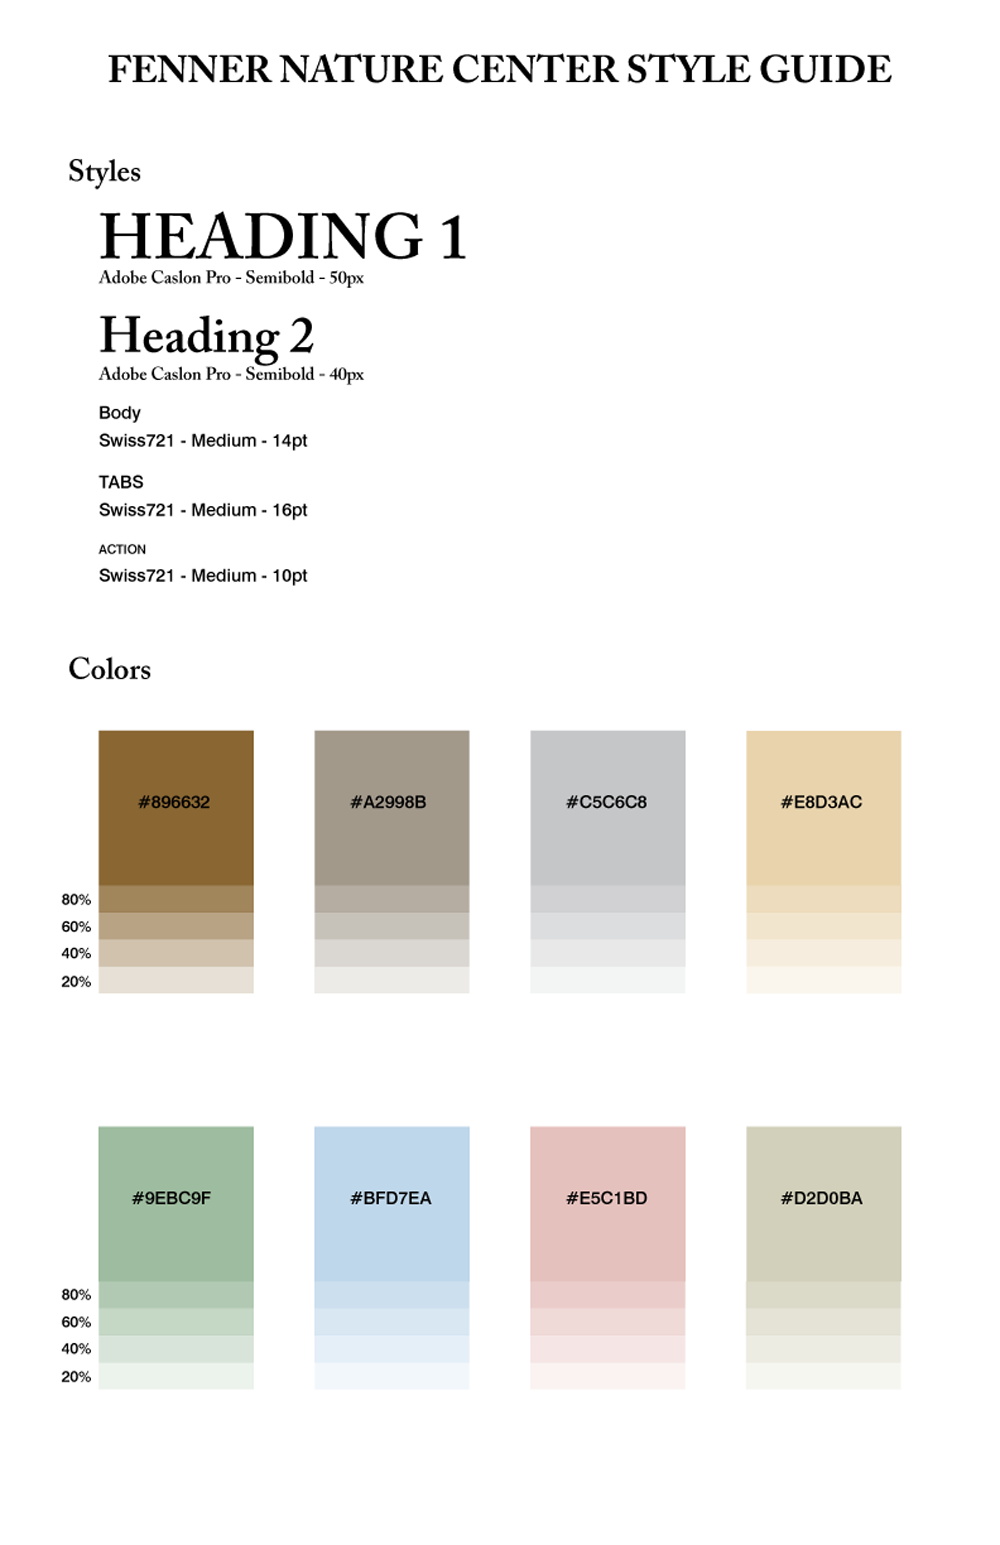 FENNER NATURE CENTER STYLE GUIDE
Styles
HEADING 1
Adobe Caslon Pro - Semibold - 50px
Heading 2
Adobe Caslon Pro - Semibold - 40px
Body
Swiss721 - Medium - 14pt
TABS
Swiss721 - Medium - 16pt
ACTION
Swiss721 - Medium - 10pt
Colors
#896632 #A2998B #C5C6C8 #E8D3AC
80%
60%
40%
20%
#9EBC9F #BFD7EA #E5C1BD #D2D0BA
80%
60%
40%
20%